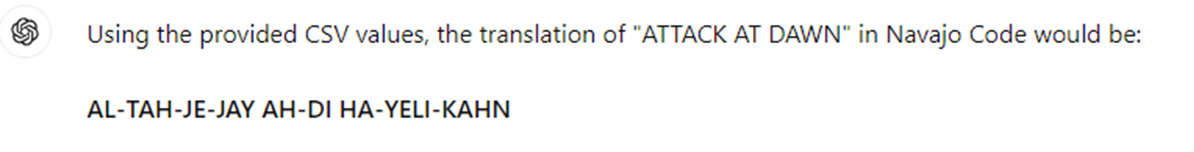 Using the provided CSV values, the translation of "ATTACK AT DAWN" in Navajo Code would be:
AL-TAH-JE-JAY AH-DI HA-YELI-KAHN